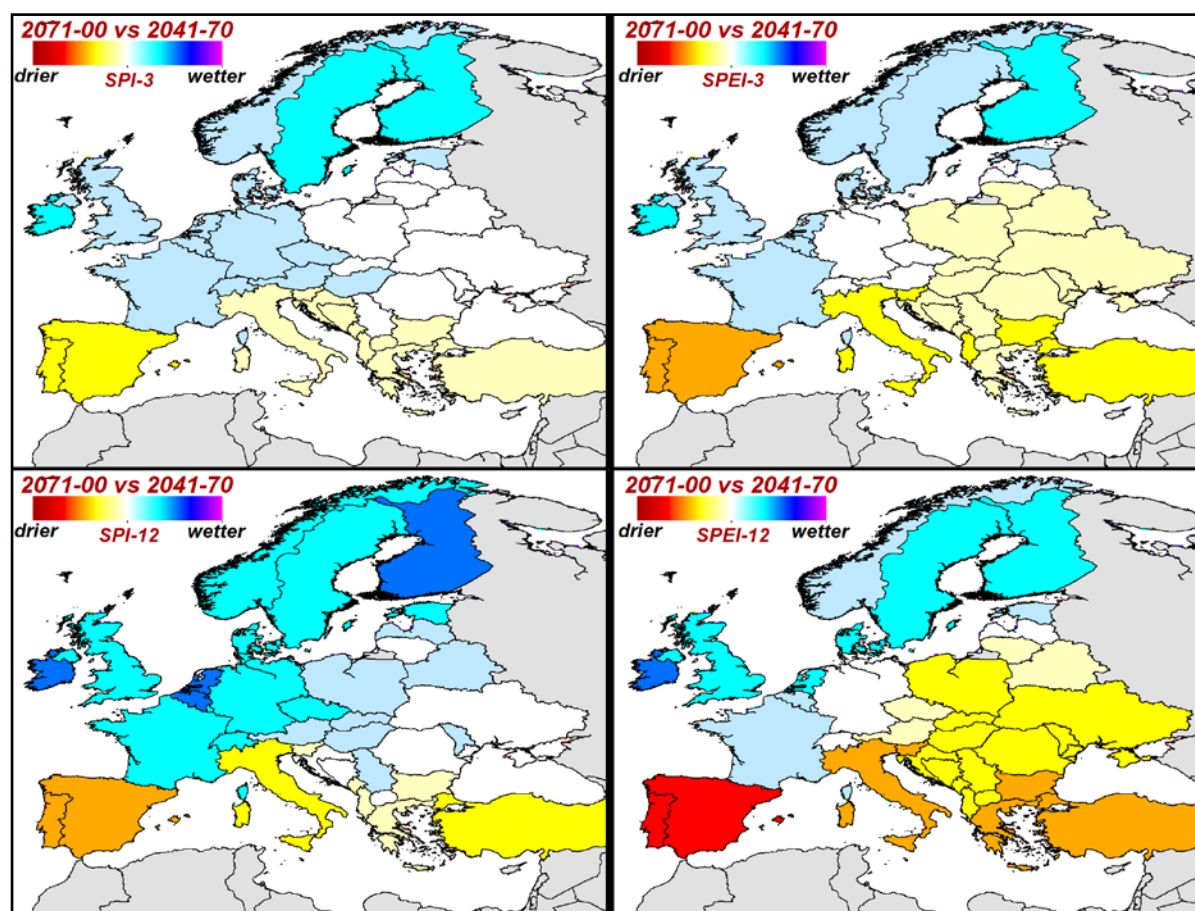 2071-00 vs 2041-70
drier SPI-3 wetter
2071-00 vs 2041-70
drier SPEI-3 wetter
2071-00 vs 2041-70
drier SPI-12 wetter
2071-00 vs 2041-70
drier SPEI-12 wetter